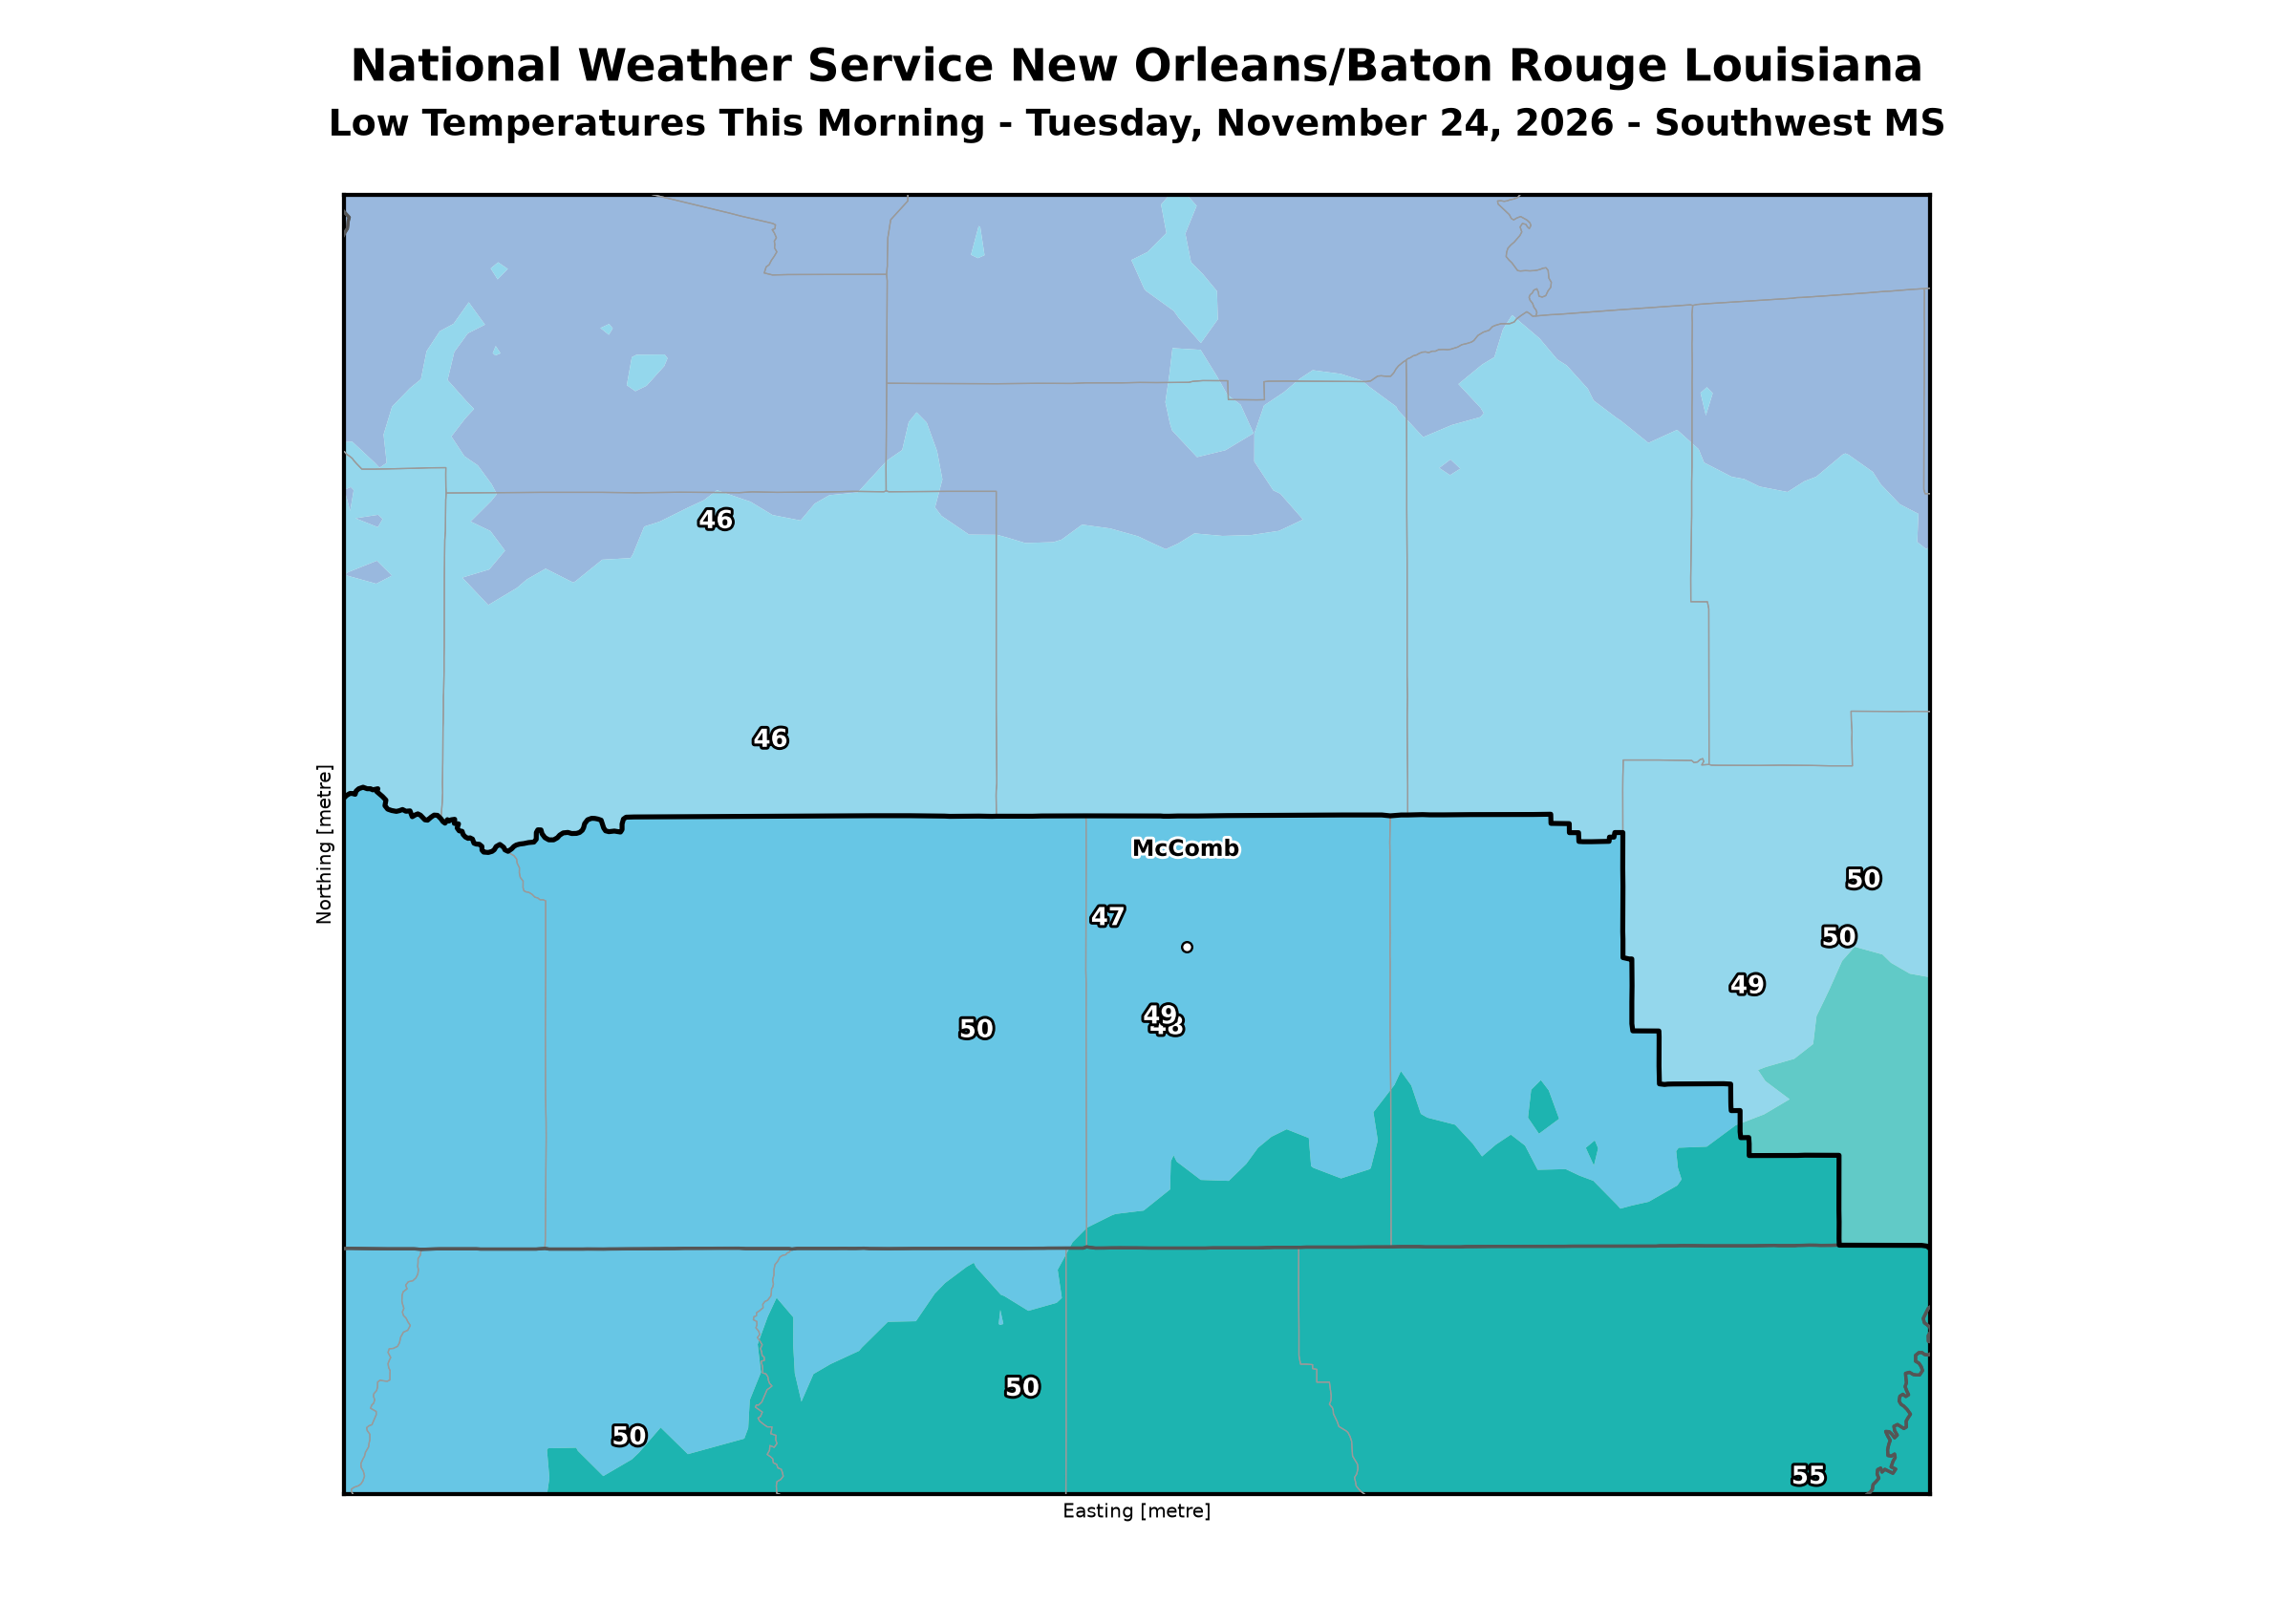 National Weather Service New Orleans/Baton Rouge Louisiana
Low Temperatures This Morning - Tuesday, November 24, 2026 - Southwest MS
46
46
McComb
50
47
50
49
49
48
50
50
50
55
Northing [metre]
Easting [metre]